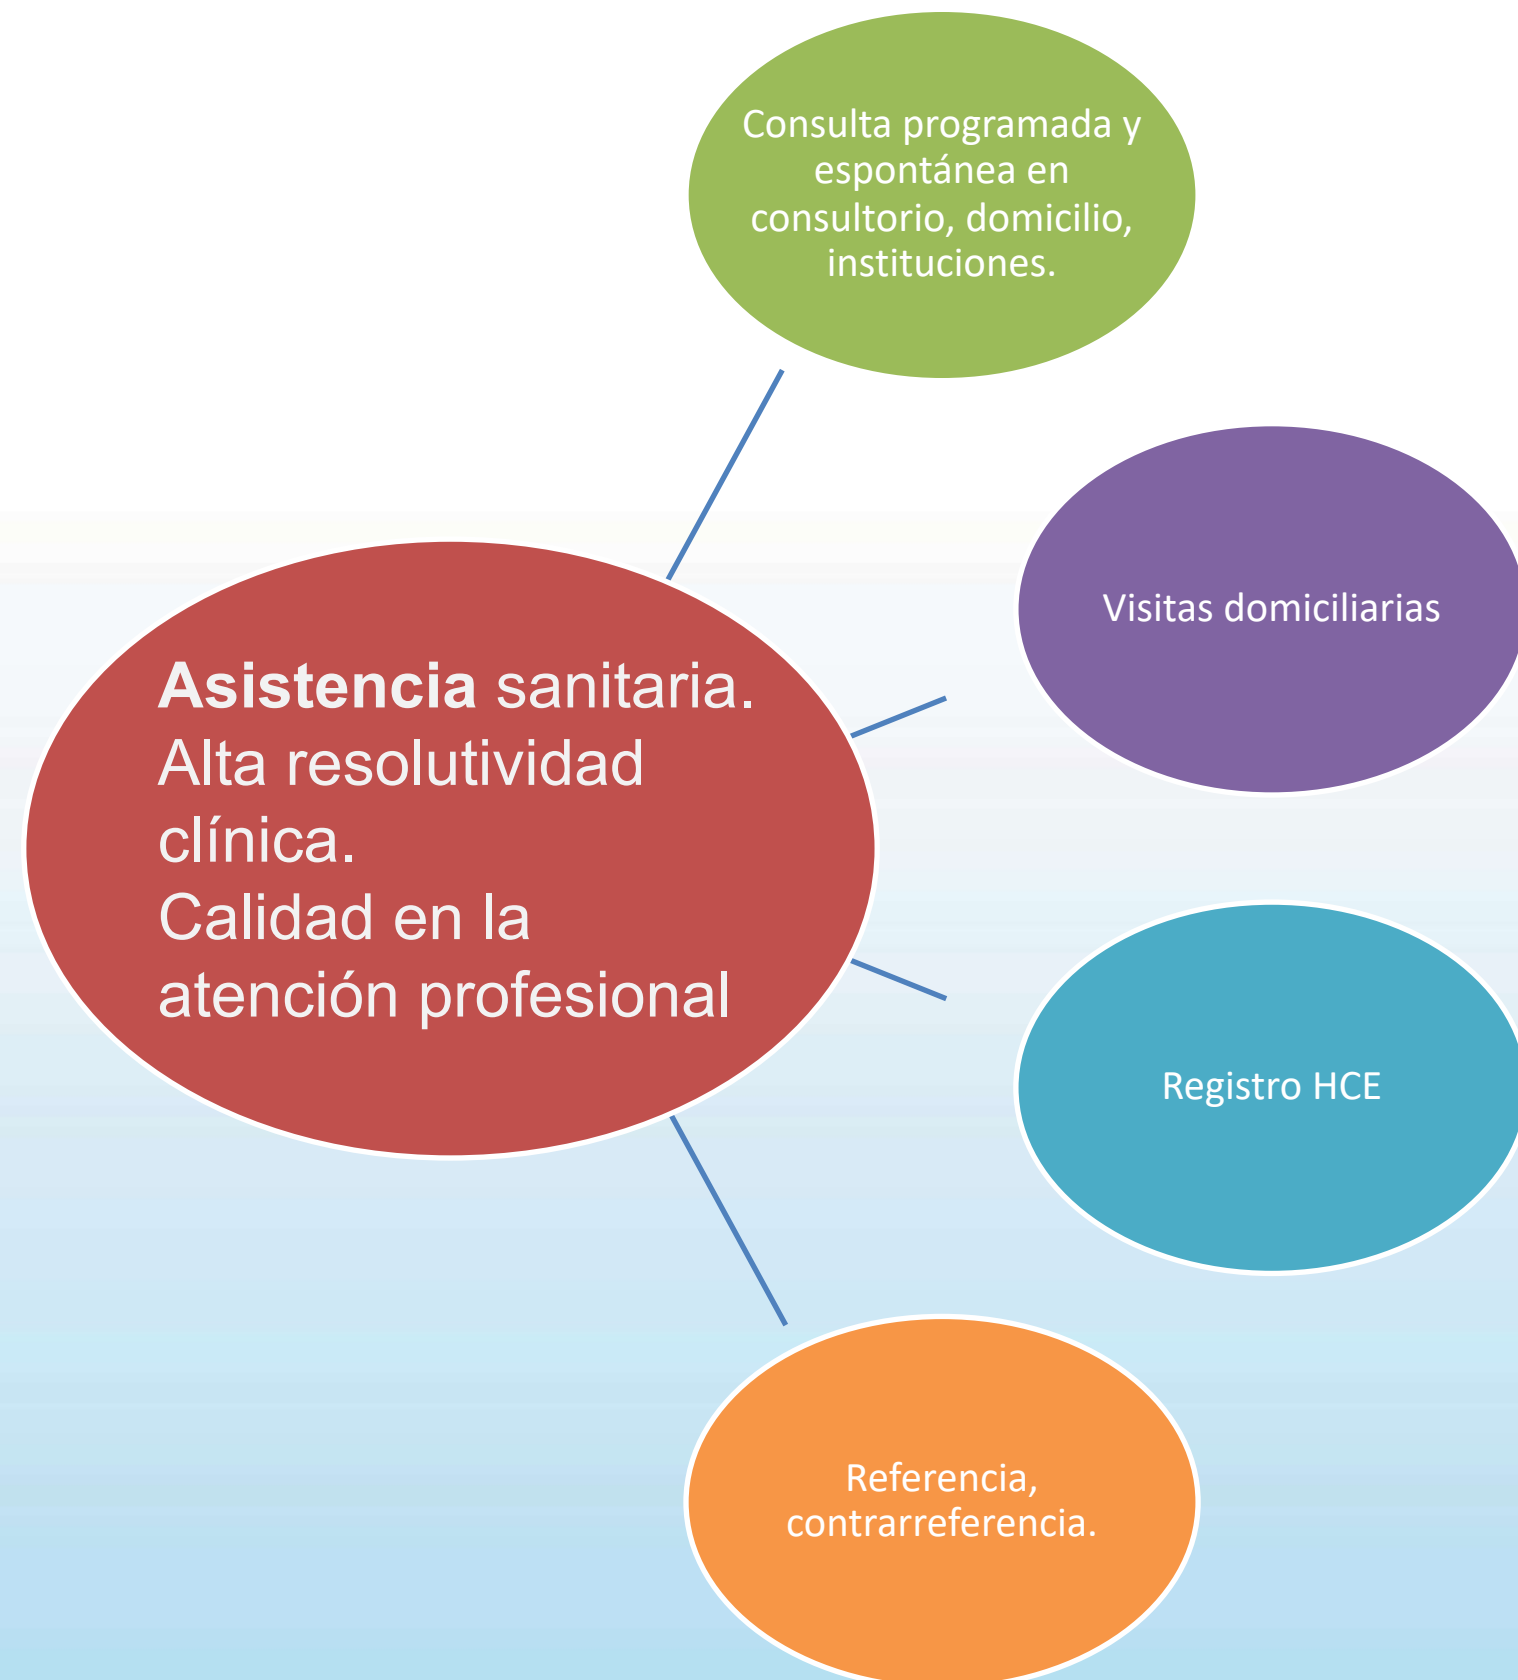 Consulta programada y
espontánea en
consultorio, domicilio,
instituciones.
Visitas domiciliarias
Asistencia sanitaria.
Alta resolutividad
clínica.
Calidad en la
atención profesional
Registro HCE
Referencia,
contrarreferencia.